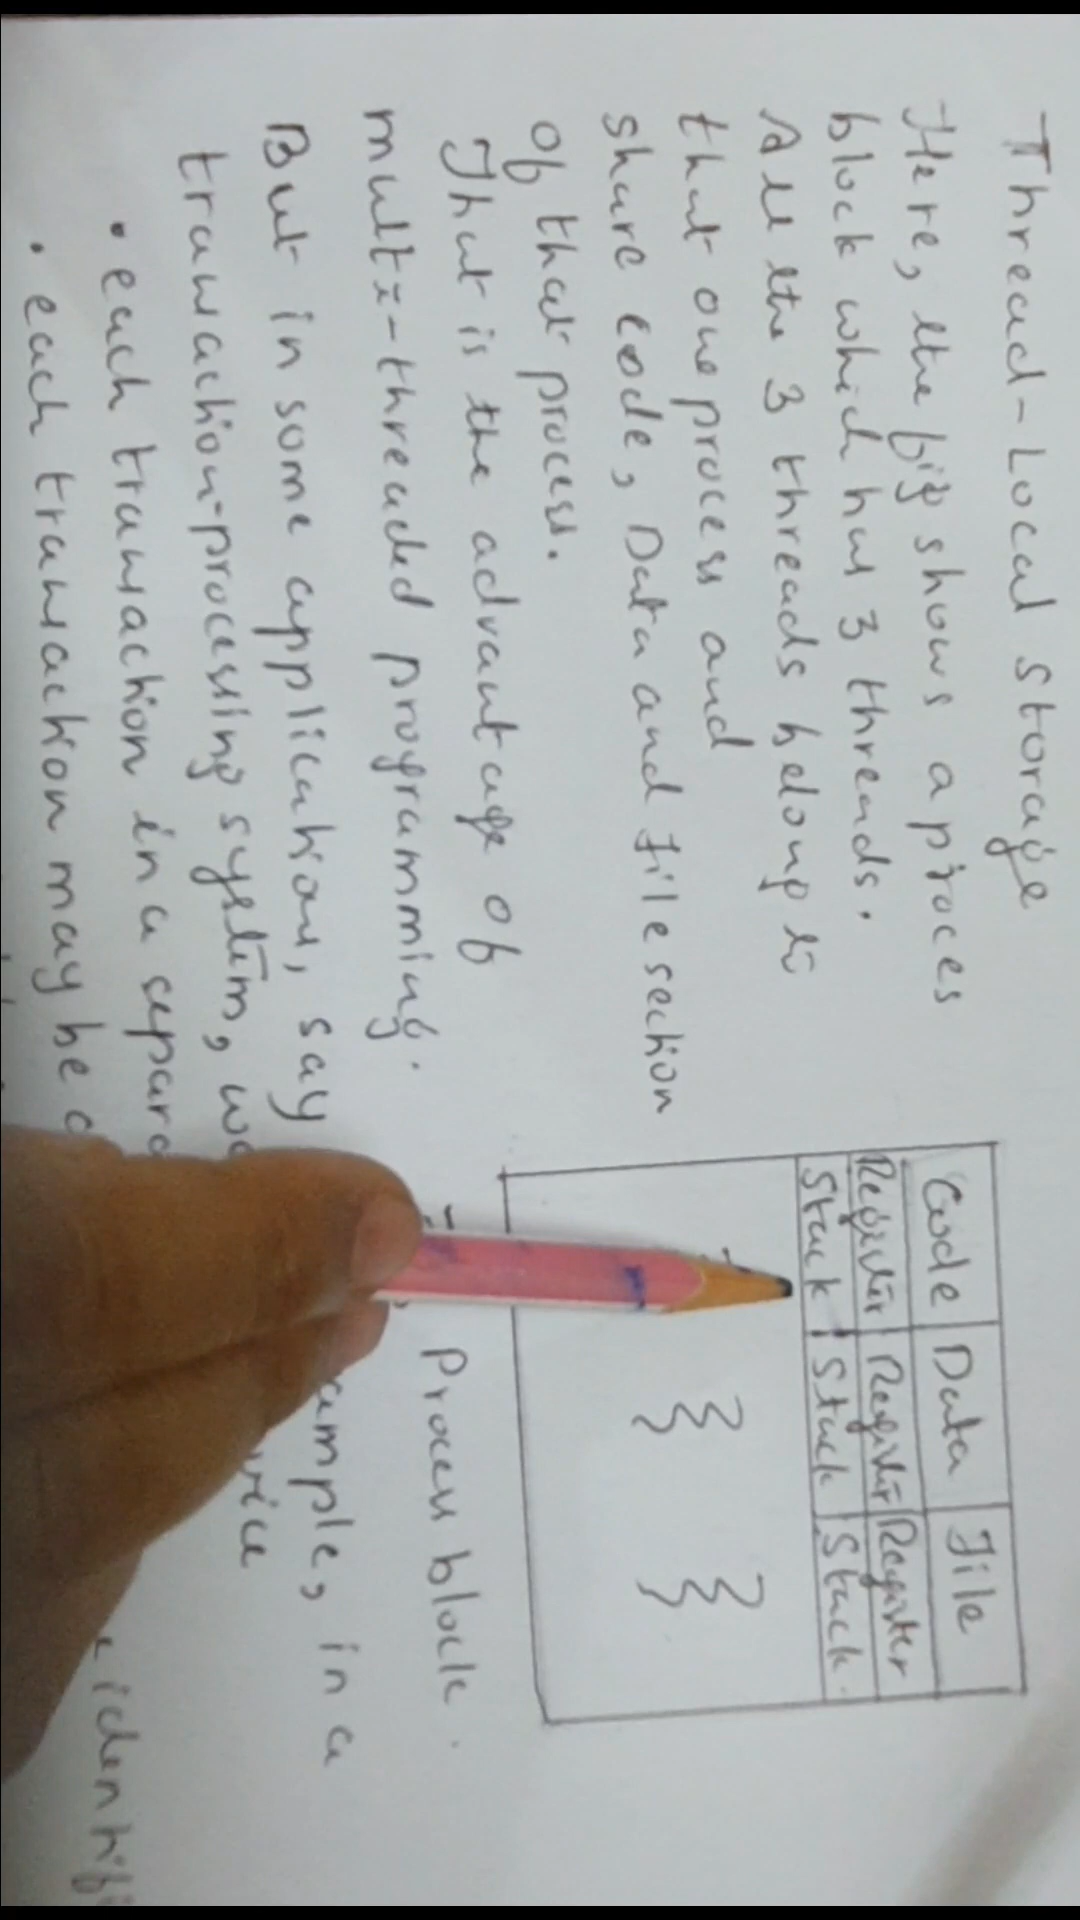 Thread-Local Storage
Here, the fig shows a proces
block which has 3 threads.
All the 3 threads belong to
that one process and
share code, Data and File section
of that process.
That is the advantage of
multi-threaded programming.
But in some applications, say
transaction-processing system,
• each transaction in a
• each transaction may be
Code Data File
Register Register Register
Stack Stack Stack
Process block.
in a